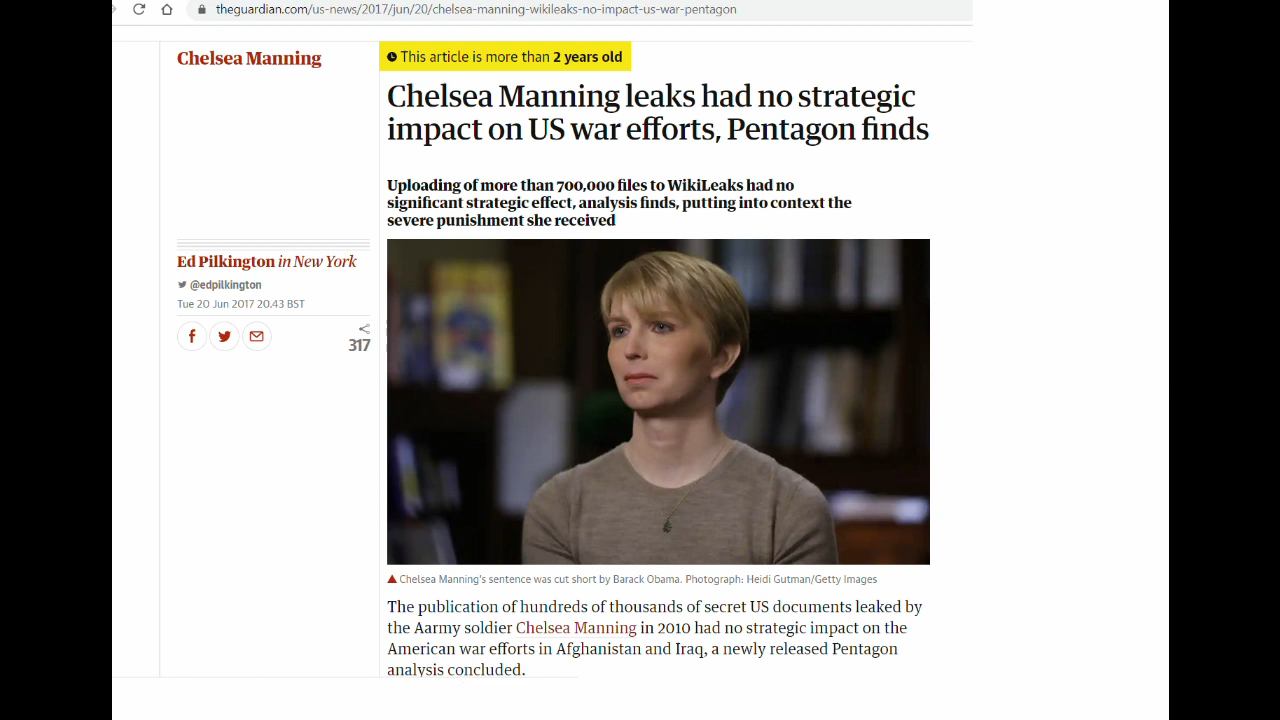 theguardian.com/us-news/2017/jun/20/chelsea-manning-wikileaks-no-impact-us-war-pentagon
Chelsea Manning
This article is more than 2 years old
Chelsea Manning leaks had no strategic
impact on US war efforts, Pentagon finds
Uploading of more than 700,000 files to WikiLeaks had no
significant strategic effect, analysis finds, putting into context the
severe punishment she received
Ed Pilkington in New York
@edpilkington
Tue 20 Jun 2017 20.43 BST
317
Chelsea Manning's sentence was cut short by Barack Obama. Photograph: Heidi Gutman/Getty Images
The publication of hundreds of thousands of secret US documents leaked by
the Aarmy soldier Chelsea Manning in 2010 had no strategic impact on the
American war efforts in Afghanistan and Iraq, a newly released Pentagon
analysis concluded.